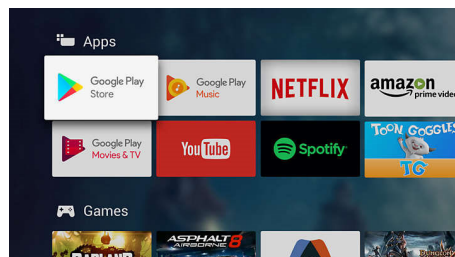 Apps
Google Play
Store
Google Play
Music
NETFLIX
amazon
prime video
Google Play
Movies & TV
YouTube
Spotify
TOON GOGGLES
TG
Games
BADLAND
ASPHALT 8
AIRBORNE